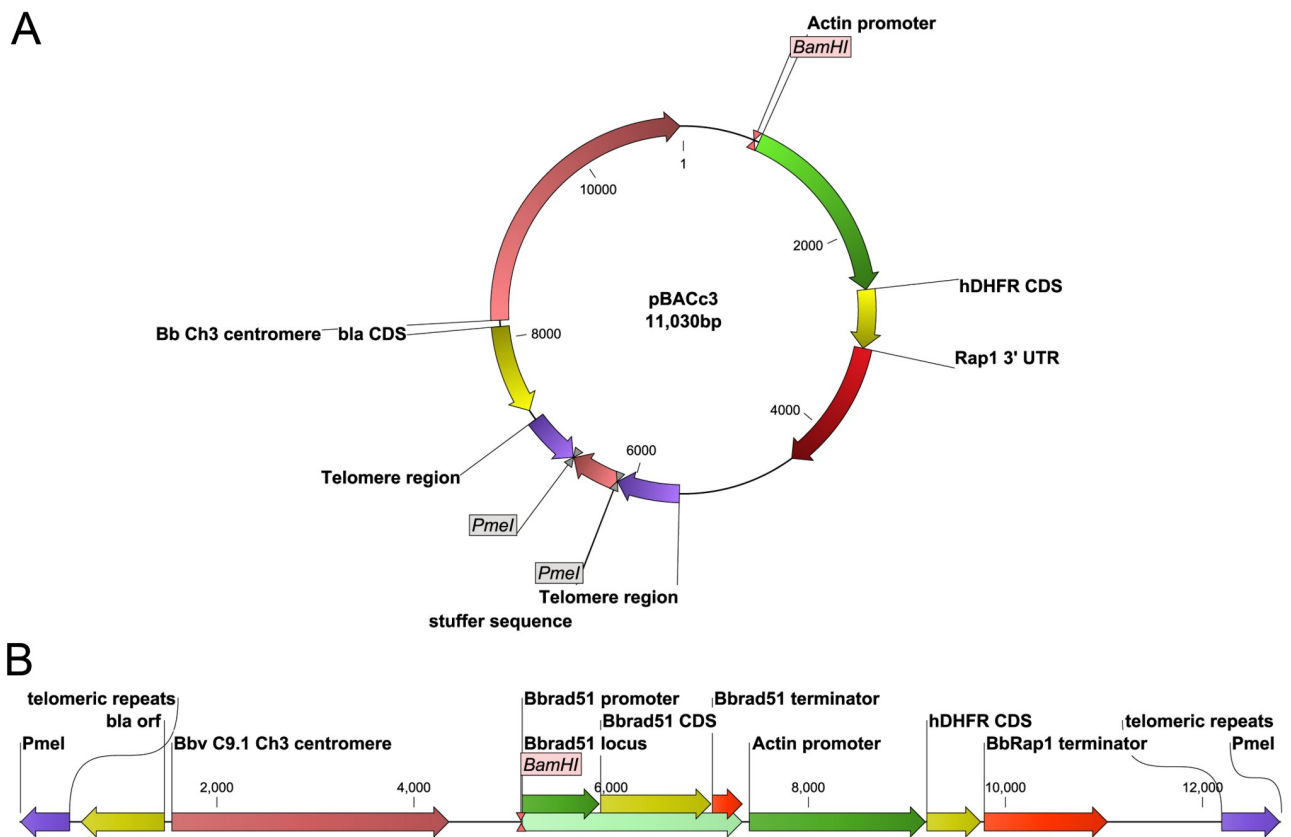 A
Actin promoter
BamHI
1
10000
2000
hDHFR CDS
pBACc3
11,030bp
Bb Ch3 centromere
bla CDS
8000
Rap1 3' UTR
4000
6000
Telomere region
PmeI
PmeI
Telomere region
stuffer sequence
B
telomeric repeats
Bbrad51 promoter
Bbrad51 terminator
bla orf
Bbrad51 CDS
hDHFR CDS
telomeric repeats
PmeI
Bbv C9.1 Ch3 centromere
Bbrad51 locus
Actin promoter
BbRap1 terminator
PmeI
BamHI
2,000
4,000
6,000
8,000
10,000
12,000